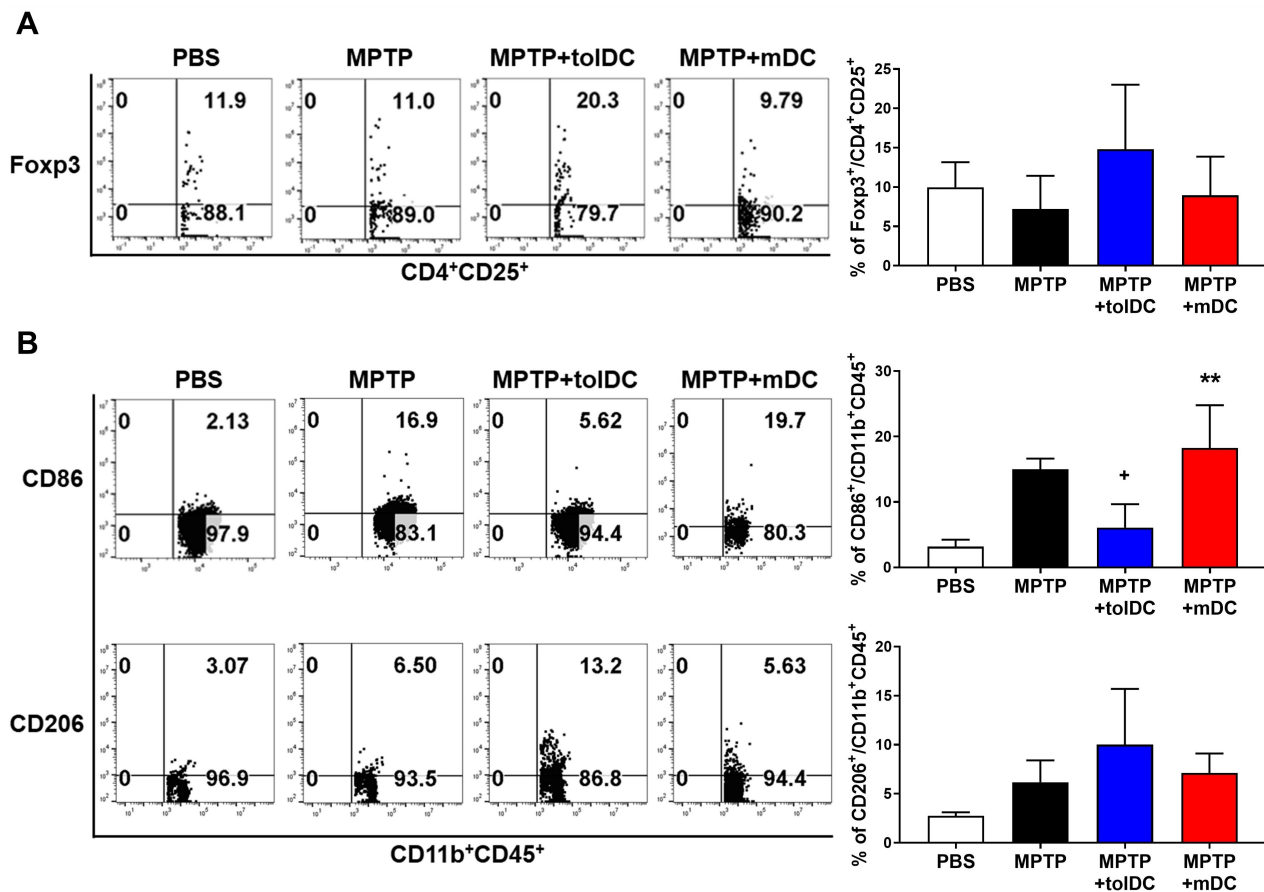 A
PBS MPTP MPTP+tolDC MPTP+mDC
Foxp3
0 11.9 0 11.0 0 20.3 0 9.79
0 88.1 0 89.0 0 79.7 0 90.2
CD4⁺CD25⁺
% of Foxp3⁺/CD4⁺CD25⁺
25
20
15
10
5
0
PBS MPTP MPTP MPTP
+tolDC +mDC
B
PBS MPTP MPTP+tolDC MPTP+mDC
CD86
0 2.13 0 16.9 0 5.62 0 19.7
0 97.9 0 83.1 0 94.4 0 80.3
% of CD86⁺/CD11b⁺CD45⁺
30
20
10
0
+ **
PBS MPTP MPTP MPTP
+tolDC +mDC
CD206
0 3.07 0 6.50 0 13.2 0 5.63
0 96.9 0 93.5 0 86.8 0 94.4
CD11b⁺CD45⁺
% of CD206⁺/CD11b⁺CD45⁺
20
15
10
5
0
PBS MPTP MPTP MPTP
+tolDC +mDC